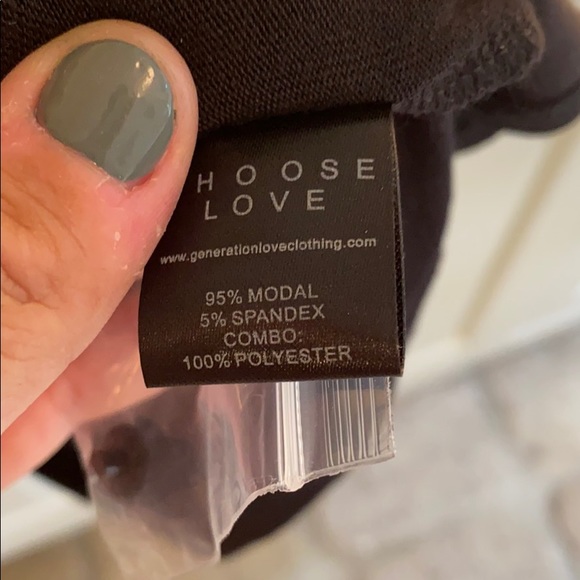 HOOSE
LOVE
www.generationloveclothing.com
95% MODAL
5% SPANDEX
COMBO:
100% POLYESTER